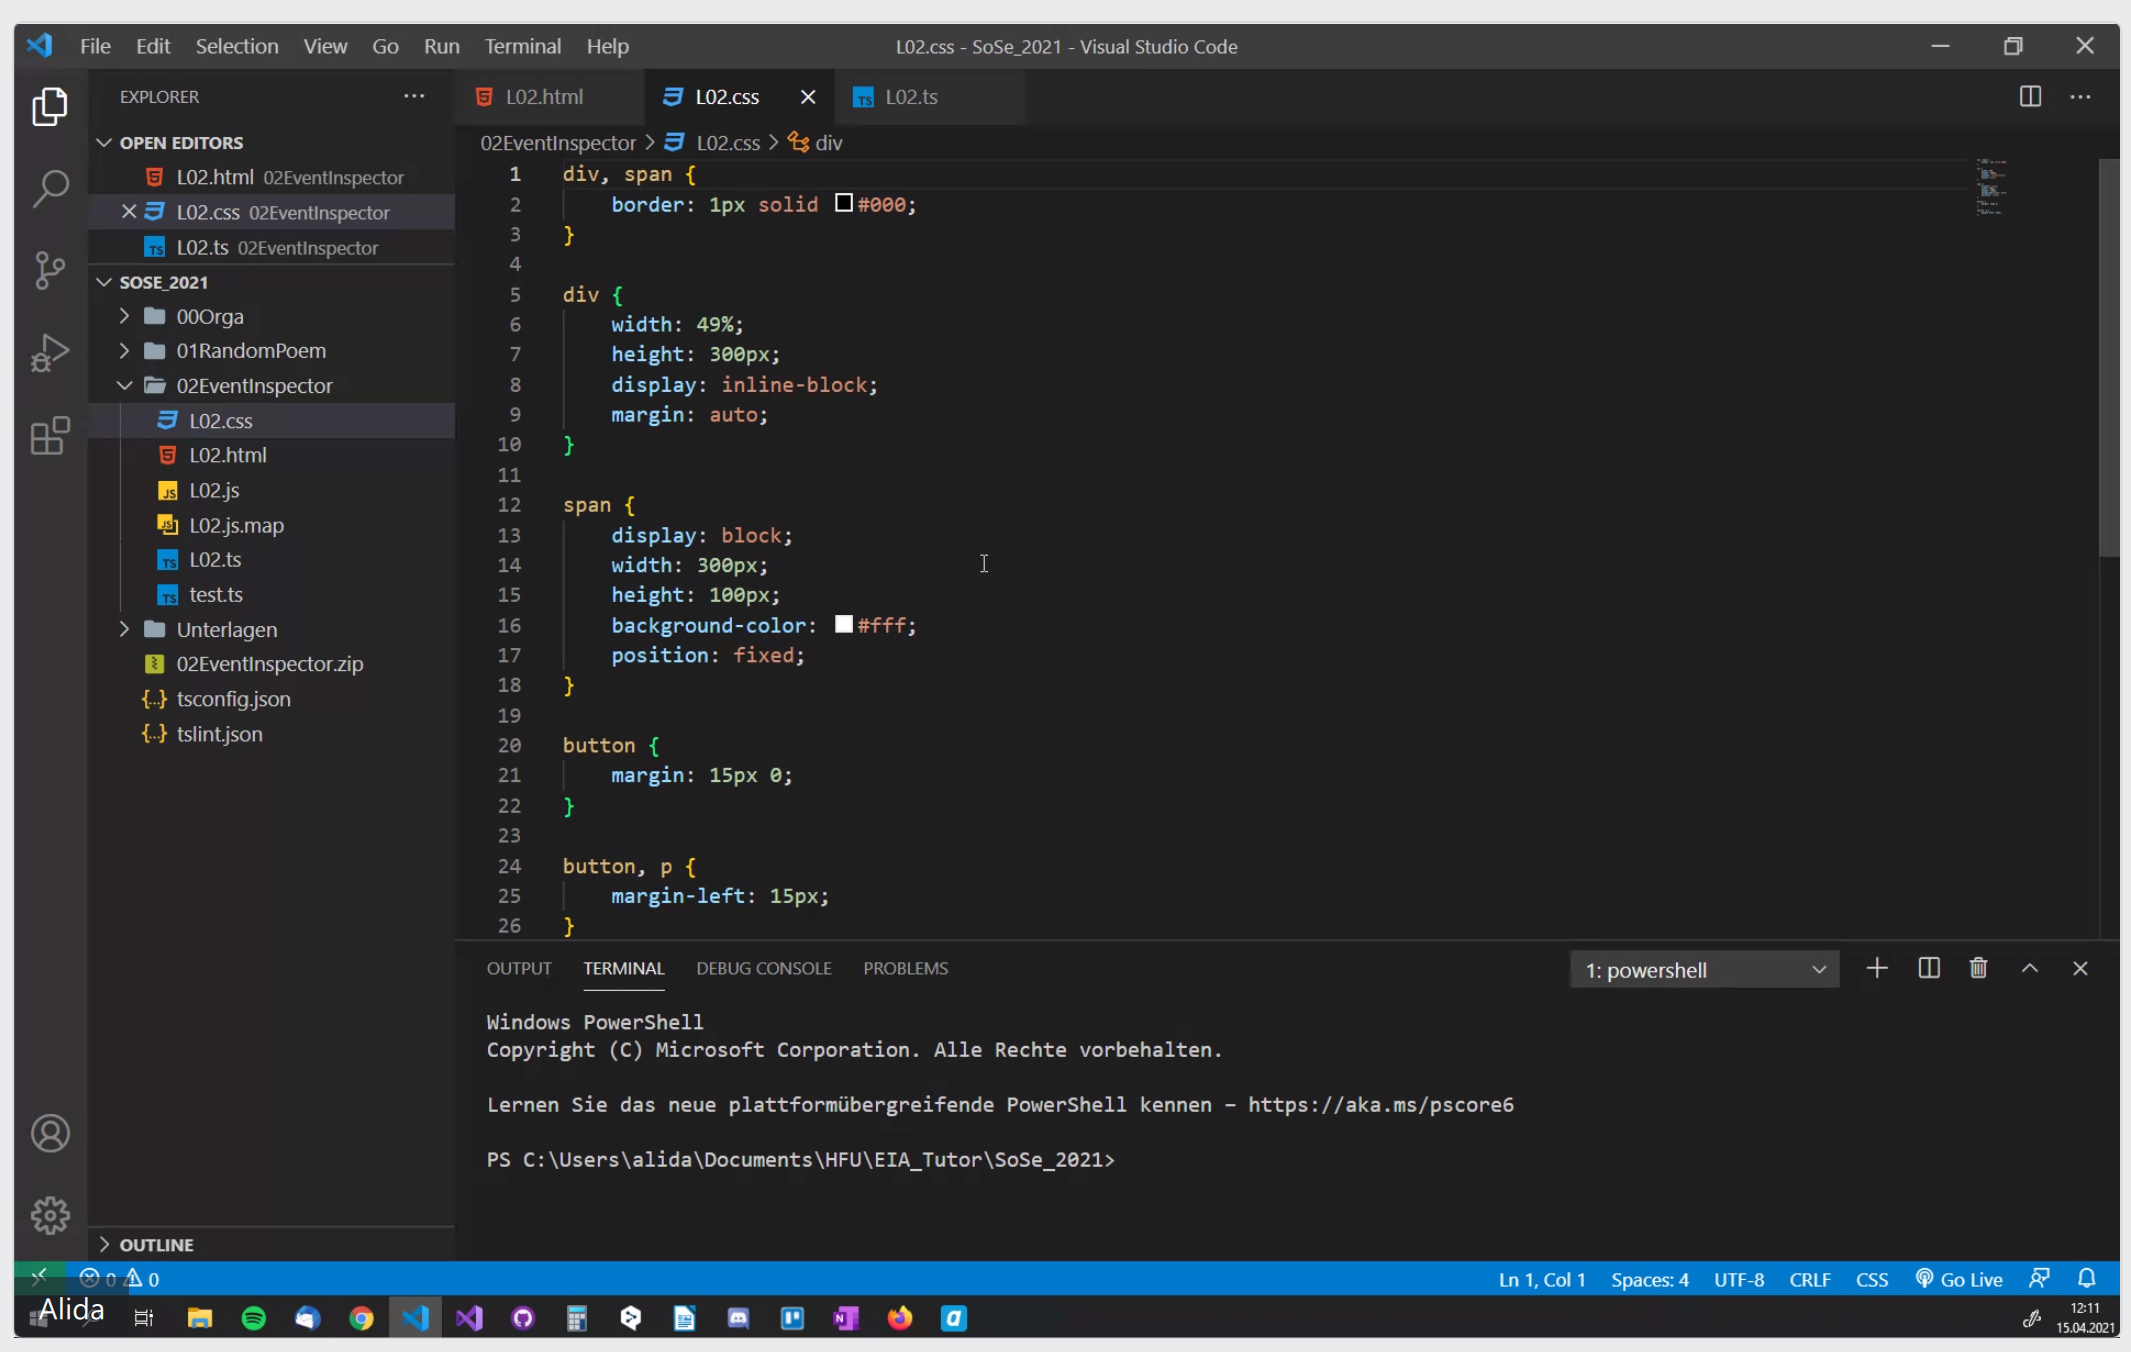 File Edit Selection View Go Run Terminal Help
L02.css - SoSe_2021 - Visual Studio Code
EXPLORER
OPEN EDITORS
L02.html 02EventInspector
L02.css 02EventInspector
L02.ts 02EventInspector
SOSE_2021
00Orga
01RandomPoem
02EventInspector
L02.css
L02.html
L02.js
L02.js.map
L02.ts
test.ts
Unterlagen
02EventInspector.zip
tsconfig.json
tslint.json
OUTLINE
L02.html L02.css L02.ts
02EventInspector > L02.css > div
1 div, span {
2 border: 1px solid #000;
3 }
4
5 div {
6 width: 49%;
7 height: 300px;
8 display: inline-block;
9 margin: auto;
10 }
11
12 span {
13 display: block;
14 width: 300px;
15 height: 100px;
16 background-color: #fff;
17 position: fixed;
18 }
19
20 button {
21 margin: 15px 0;
22 }
23
24 button, p {
25 margin-left: 15px;
26 }
OUTPUT TERMINAL DEBUG CONSOLE PROBLEMS
1: powershell
Windows PowerShell
Copyright (C) Microsoft Corporation. Alle Rechte vorbehalten.
Lernen Sie das neue plattformübergreifende PowerShell kennen – https://aka.ms/pscore6
PS C:\Users\alida\Documents\HFU\EIA_Tutor\SoSe_2021>
0 0
Ln 1, Col 1 Spaces: 4 UTF-8 CRLF CSS Go Live
Alida
12:11
15.04.2021